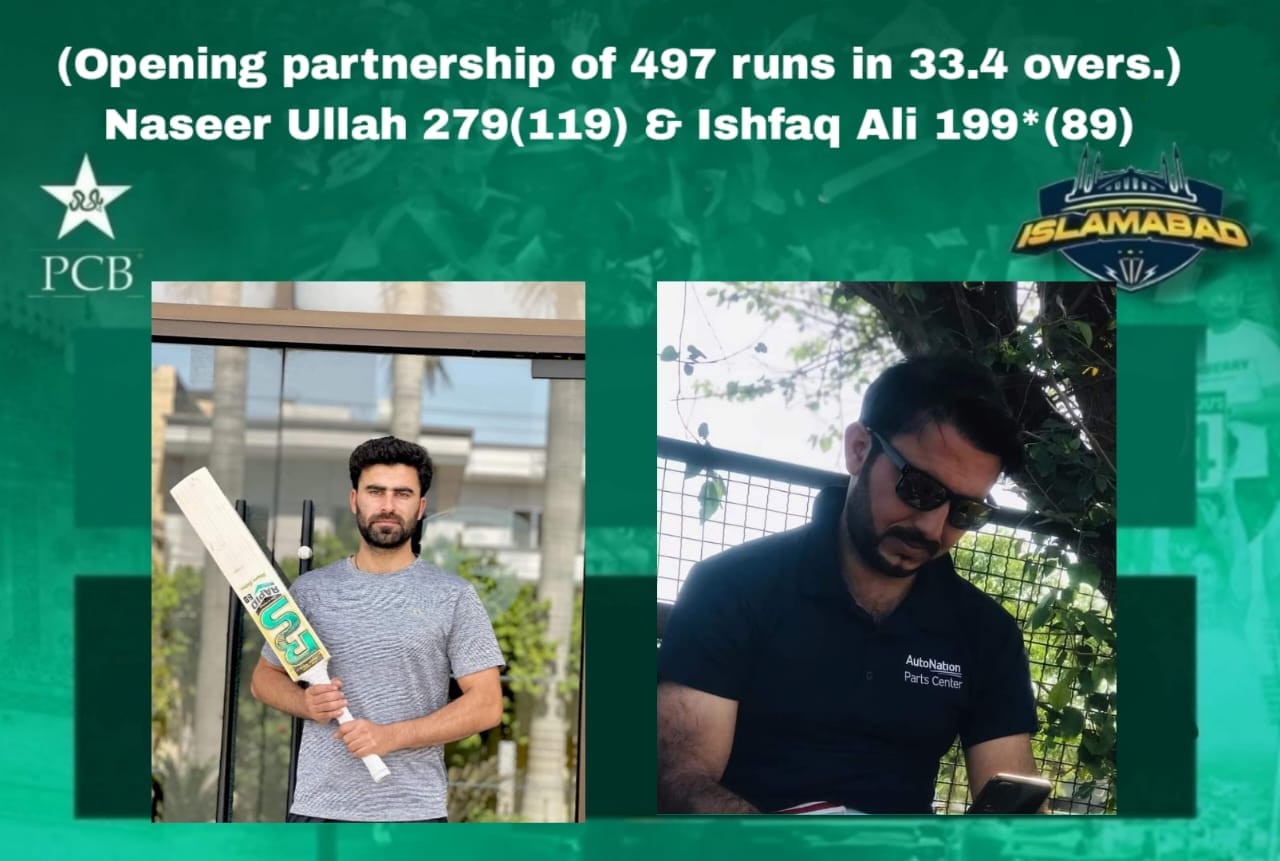 (Opening partnership of 497 runs in 33.4 overs.)
Naseer Ullah 279(119) & Ishfaq Ali 199*(89)
PCB
ISLAMABAD
RAPID
AutoNation
Parts Center